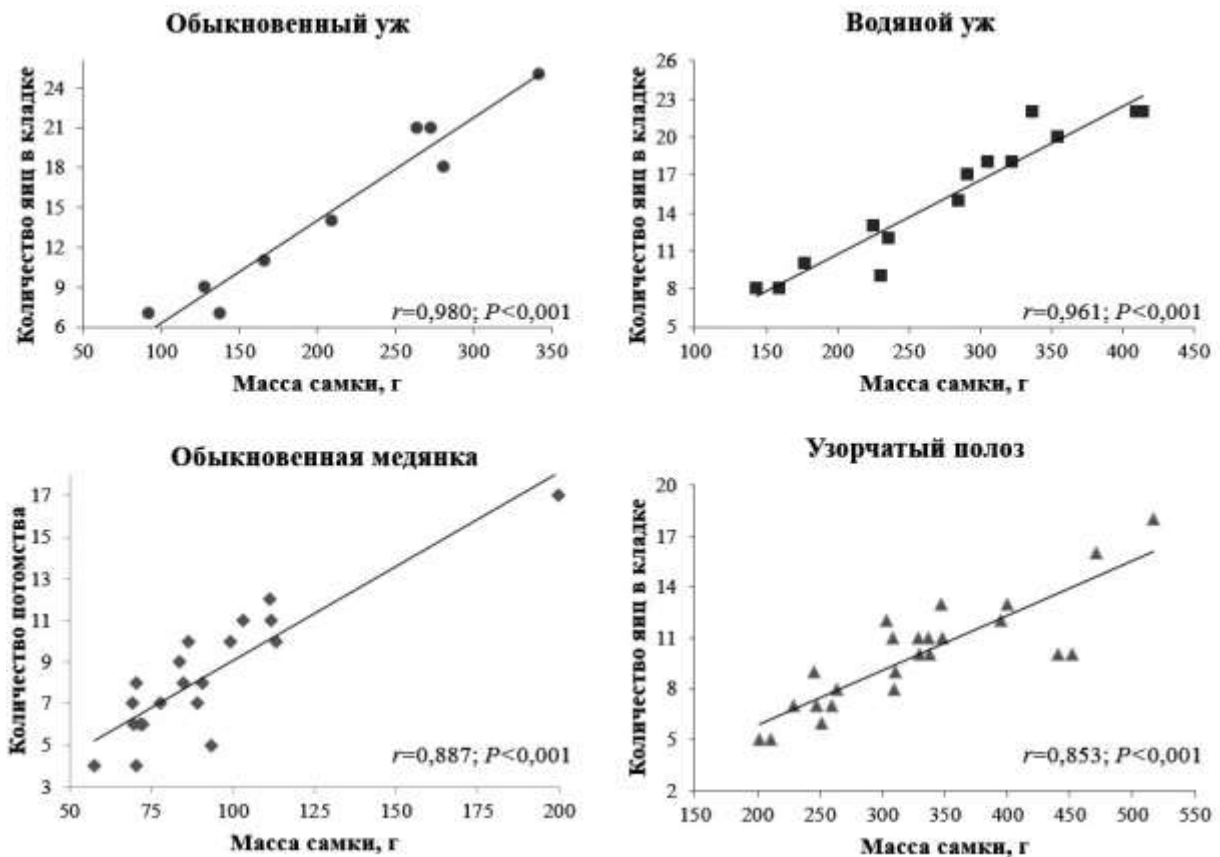 Обыкновенный уж
Количество яиц в кладке
24
21
18
15
12
9
6
50 100 150 200 250 300 350
r=0,980; P<0,001
Масса самки, г
Водяной уж
Количество яиц в кладке
26
23
20
17
14
11
8
5
100 150 200 250 300 350 400 450
r=0,961; P<0,001
Масса самки, г
Обыкновенная медянка
Количество потомства
17
15
13
11
9
7
5
3
50 75 100 125 150 175 200
r=0,887; P<0,001
Масса самки, г
Узорчатый полоз
Количество яиц в кладке
20
17
14
11
8
5
2
150 200 250 300 350 400 450 500 550
r=0,853; P<0,001
Масса самки, г